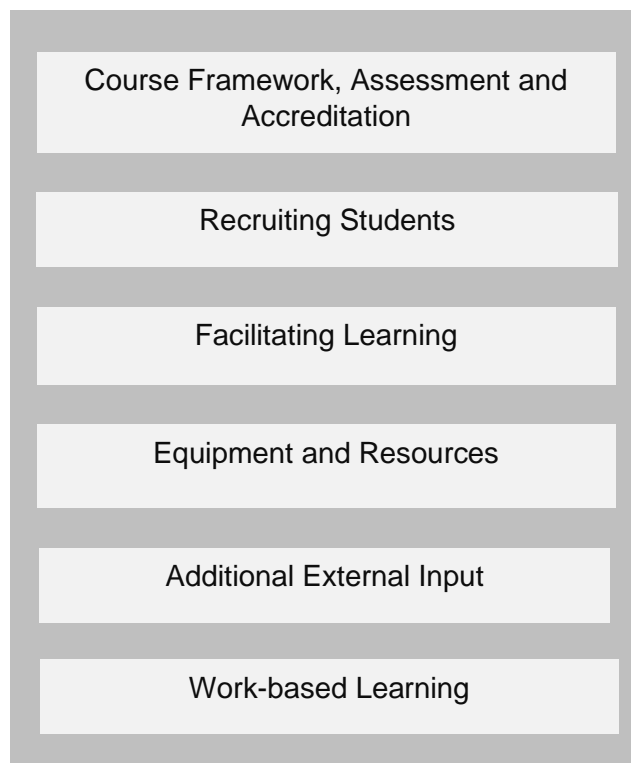 Course Framework, Assessment and
Accreditation
Recruiting Students
Facilitating Learning
Equipment and Resources
Additional External Input
Work-based Learning